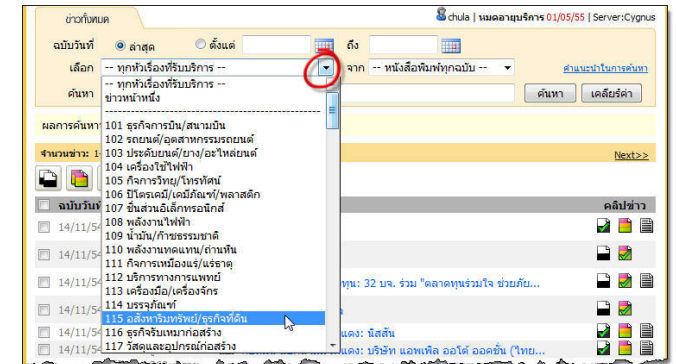 ข่าวทั้งหมด
chula | หมดอายุบริการ 01/05/55 | Server:Cygnus
ฉบับวันที่ ล่าสุด ตั้งแต่ ถึง
เลือก -- ทุกหัวเรื่องที่รับบริการ -- จาก -- หนังสือพิมพ์ทุกฉบับ -- คำแนะนำในการค้นหา
ค้นหา ค้นหา เคลียร์ค่า
-- ทุกหัวเรื่องที่รับบริการ --
ข่าวหน้าหนึ่ง
101 ธุรกิจการบิน/สนามบิน
102 รถยนต์/อุตสาหกรรมรถยนต์
103 ประดับยนต์/ยาง/อะไหล่ยนต์
104 เครื่องใช้ไฟฟ้า
105 กิจการวิทยุ/โทรทัศน์
106 ปิโตรเคมี/เคมีภัณฑ์/พลาสติก
107 ชิ้นส่วนอิเล็กทรอนิกส์
108 พลังงานไฟฟ้า
109 น้ำมัน/ก๊าซธรรมชาติ
110 พลังงานทดแทน/ถ่านหิน
111 กิจการเหมืองแร่/แร่ธาตุ
112 บริการทางการแพทย์
113 เครื่องมือ/เครื่องจักร
114 บรรจุภัณฑ์
115 อสังหาริมทรัพย์/ธุรกิจที่ดิน
116 ธุรกิจรับเหมาก่อสร้าง
117 วัสดุและอุปกรณ์ก่อสร้าง
ผลการค้นหา
จำนวนข่าว: 1- Next>>
ฉบับวันที่ คลิปข่าว
14/11/54
14/11/54
14/11/54 ทุน: 32 บจ. ร่วม "ตลาดทุนร่วมใจ ช่วยภัย...
14/11/54
14/11/54 แดง: นิสสัน
14/11/54 แดง: บริษัท แอพเพิล ออโต้ ออคชั่น (ไทย...